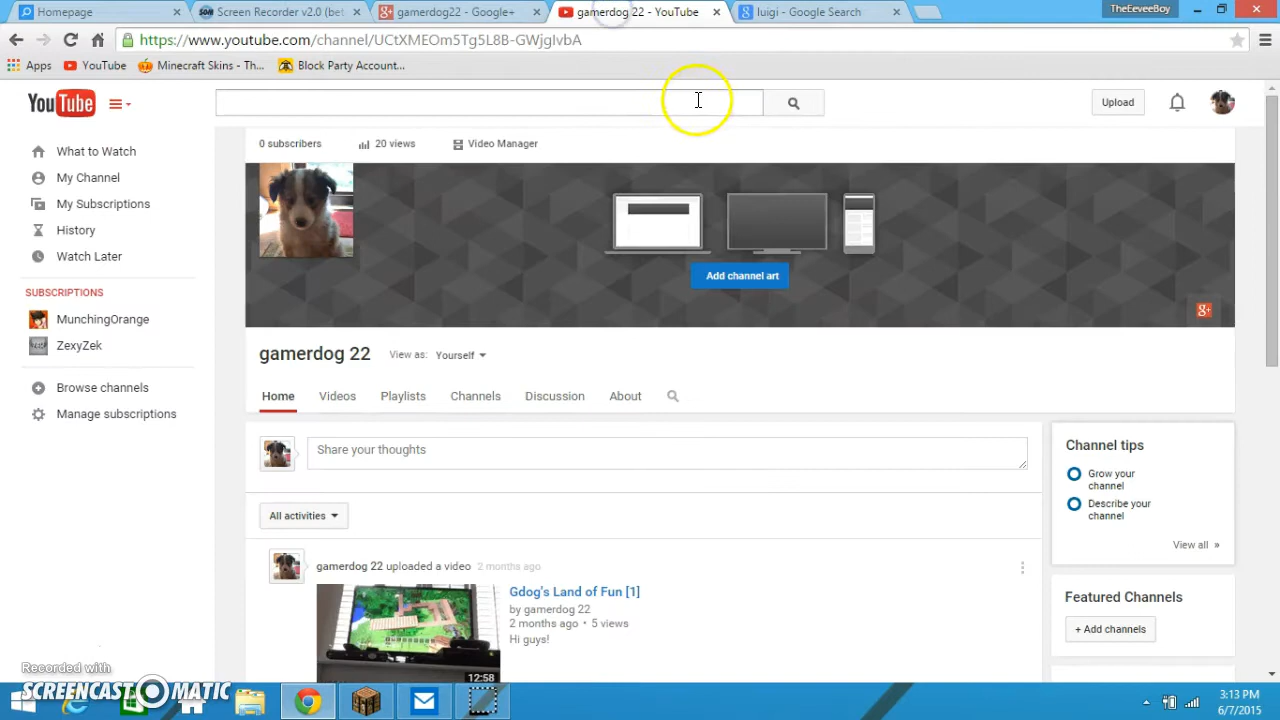 Homepage
Screen Recorder v2.0 (bet
gamerdog22 - Google+
gamerdog 22 - YouTube
luigi - Google Search
TheEeveeBoy
https://www.youtube.com/channel/UCtXMEOm5Tg5L8B-GWjgIvbA
Apps
YouTube
Minecraft Skins - Th...
Block Party Account...
YouTube
Upload
0 subscribers
20 views
Video Manager
What to Watch
My Channel
My Subscriptions
History
Watch Later
SUBSCRIPTIONS
MunchingOrange
ZexyZek
Browse channels
Manage subscriptions
Add channel art
g+
gamerdog 22
View as: Yourself
Home
Videos
Playlists
Channels
Discussion
About
Share your thoughts
All activities
Channel tips
Grow your
channel
Describe your
channel
View all »
gamerdog 22 uploaded a video 2 months ago
Gdog's Land of Fun [1]
by gamerdog 22
2 months ago • 5 views
Hi guys!
12:58
Featured Channels
+ Add channels
Recorded with
SCREENCAST MATIC
3:13 PM
6/7/2015